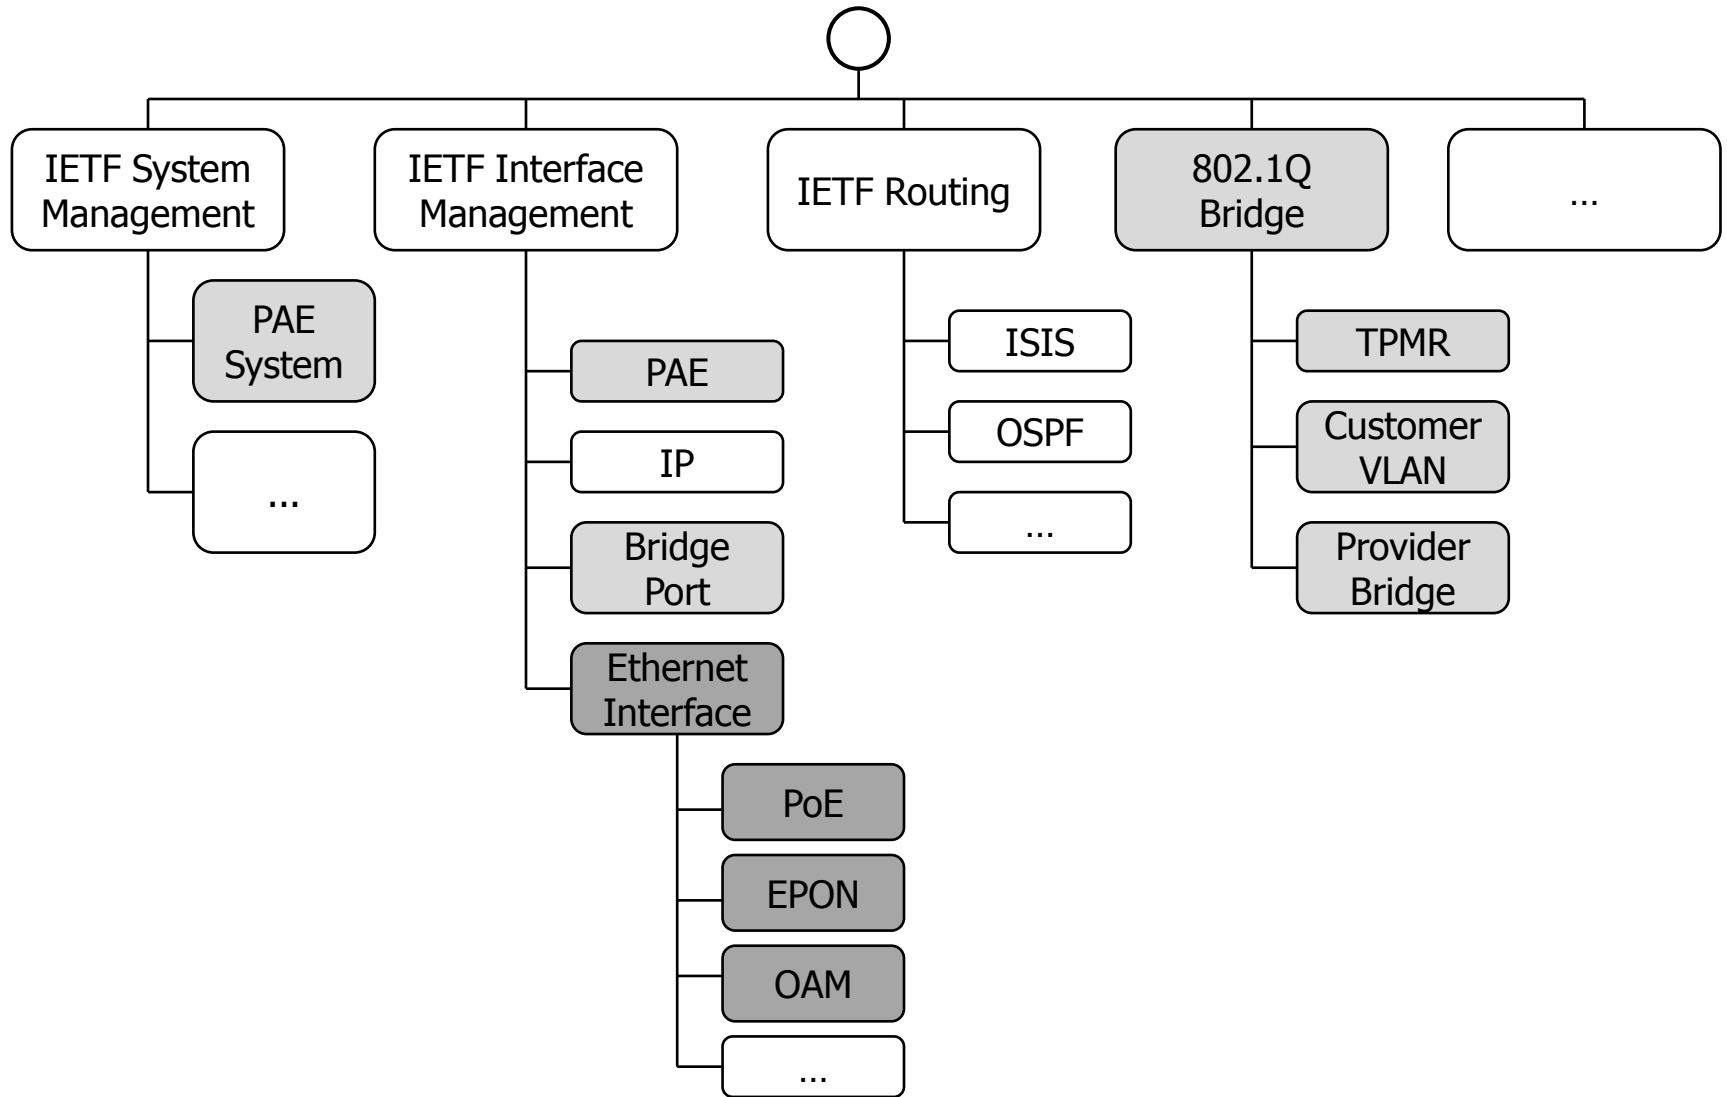 IETF System
Management
IETF Interface
Management
IETF Routing
802.1Q
Bridge
...
PAE
System
...
PAE
IP
Bridge
Port
Ethernet
Interface
PoE
EPON
OAM
...
ISIS
OSPF
...
TPMR
Customer
VLAN
Provider
Bridge